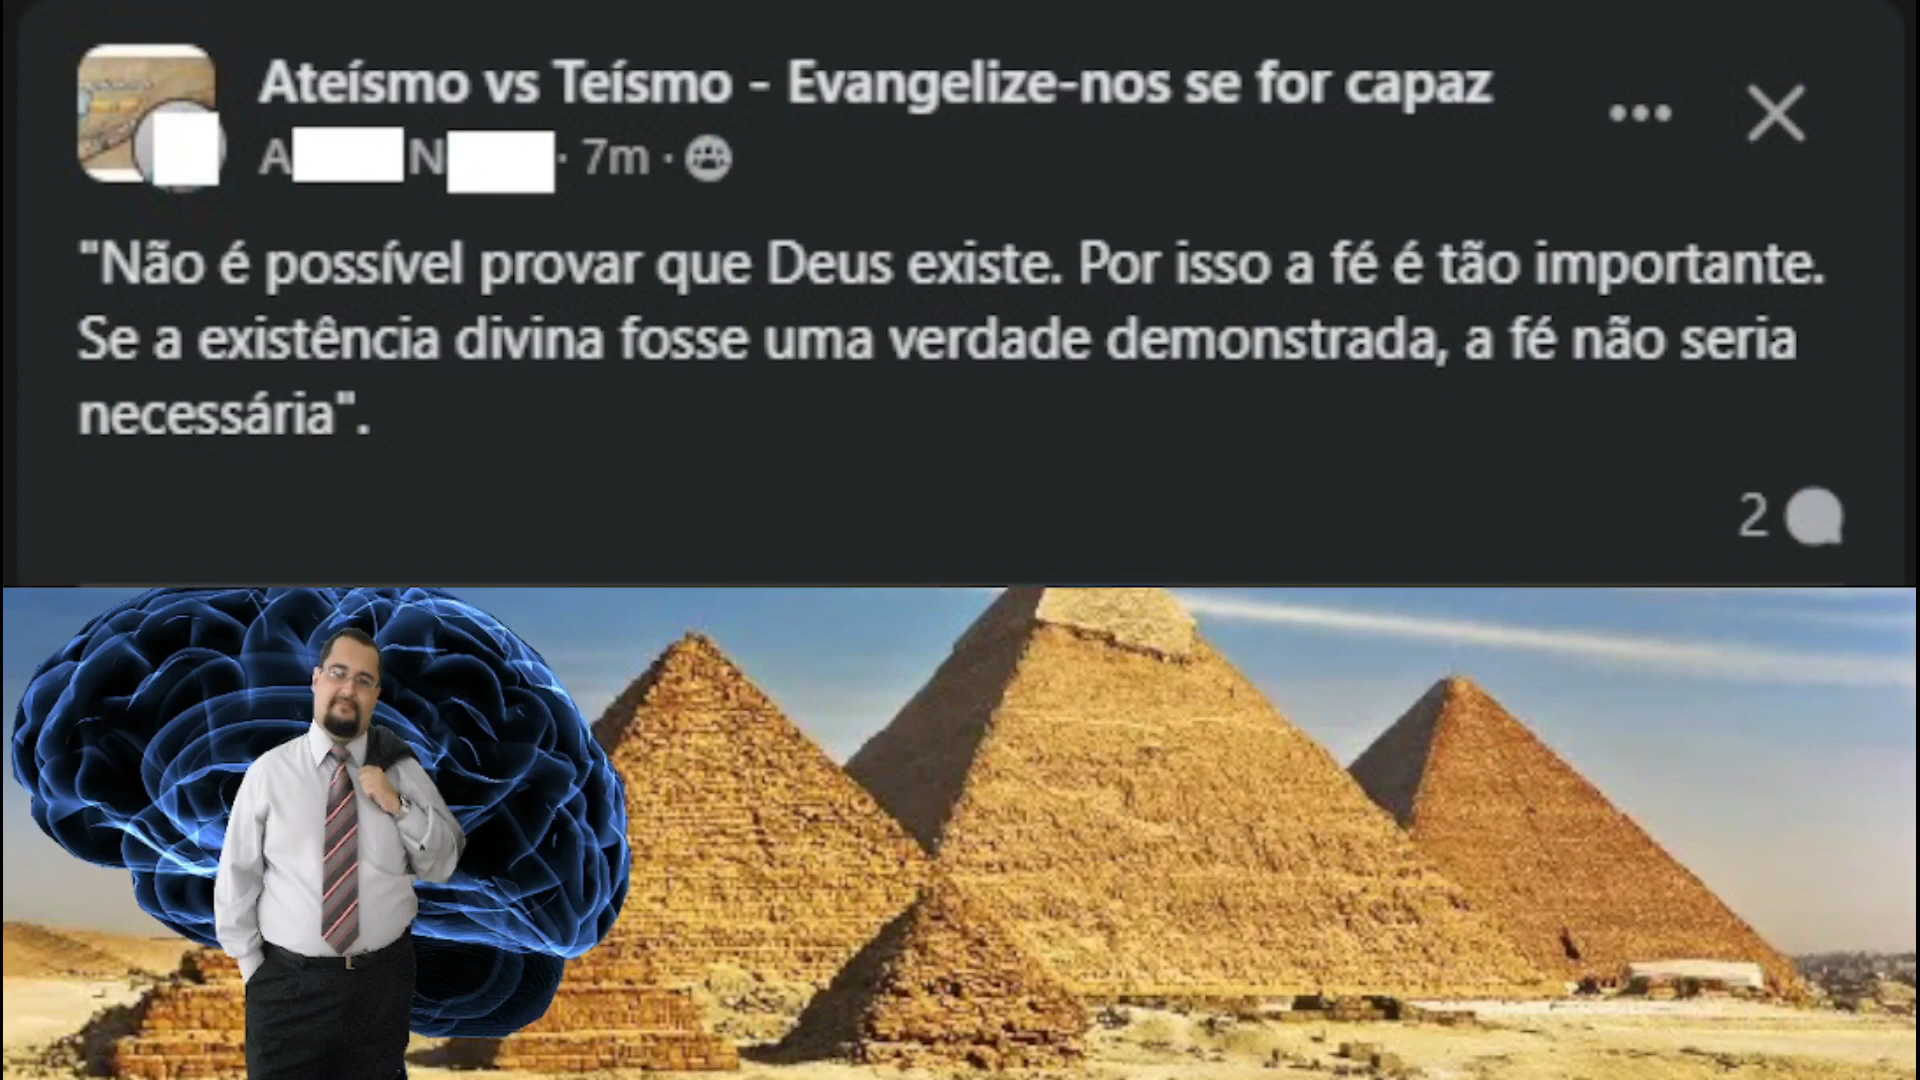 Ateísmo vs Teísmo - Evangelize-nos se for capaz
A N · 7m ·
"Não é possível provar que Deus existe. Por isso a fé é tão importante.
Se a existência divina fosse uma verdade demonstrada, a fé não seria
necessária".
2